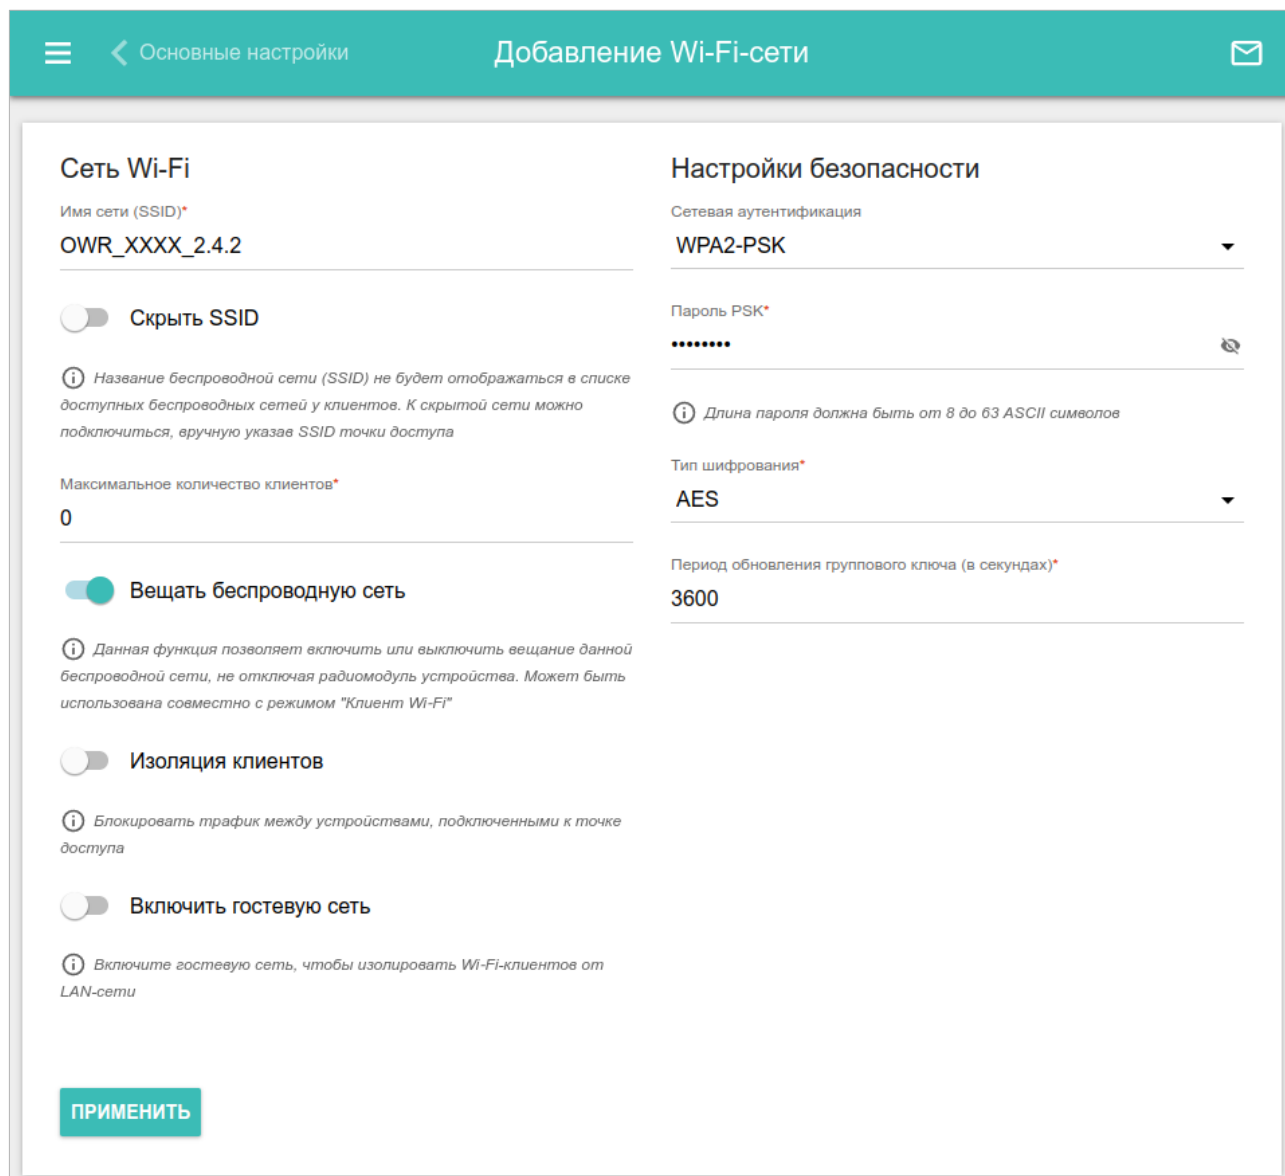 Основные настройки
Добавление Wi-Fi-сети
Сеть Wi-Fi
Имя сети (SSID)*
OWR_XXXX_2.4.2
Скрыть SSID
Название беспроводной сети (SSID) не будет отображаться в списке
доступных беспроводных сетей у клиентов. К скрытой сети можно
подключиться, вручную указав SSID точки доступа
Максимальное количество клиентов*
0
Вещать беспроводную сеть
Данная функция позволяет включить или выключить вещание данной
беспроводной сети, не отключая радиомодуль устройства. Может быть
использована совместно с режимом "Клиент Wi-Fi"
Изоляция клиентов
Блокировать трафик между устройствами, подключенными к точке
доступа
Включить гостевую сеть
Включите гостевую сеть, чтобы изолировать Wi-Fi-клиентов от
LAN-сети
ПРИМЕНИТЬ
Настройки безопасности
Сетевая аутентификация
WPA2-PSK
Пароль PSK*
••••••••
Длина пароля должна быть от 8 до 63 ASCII символов
Тип шифрования*
AES
Период обновления группового ключа (в секундах)*
3600